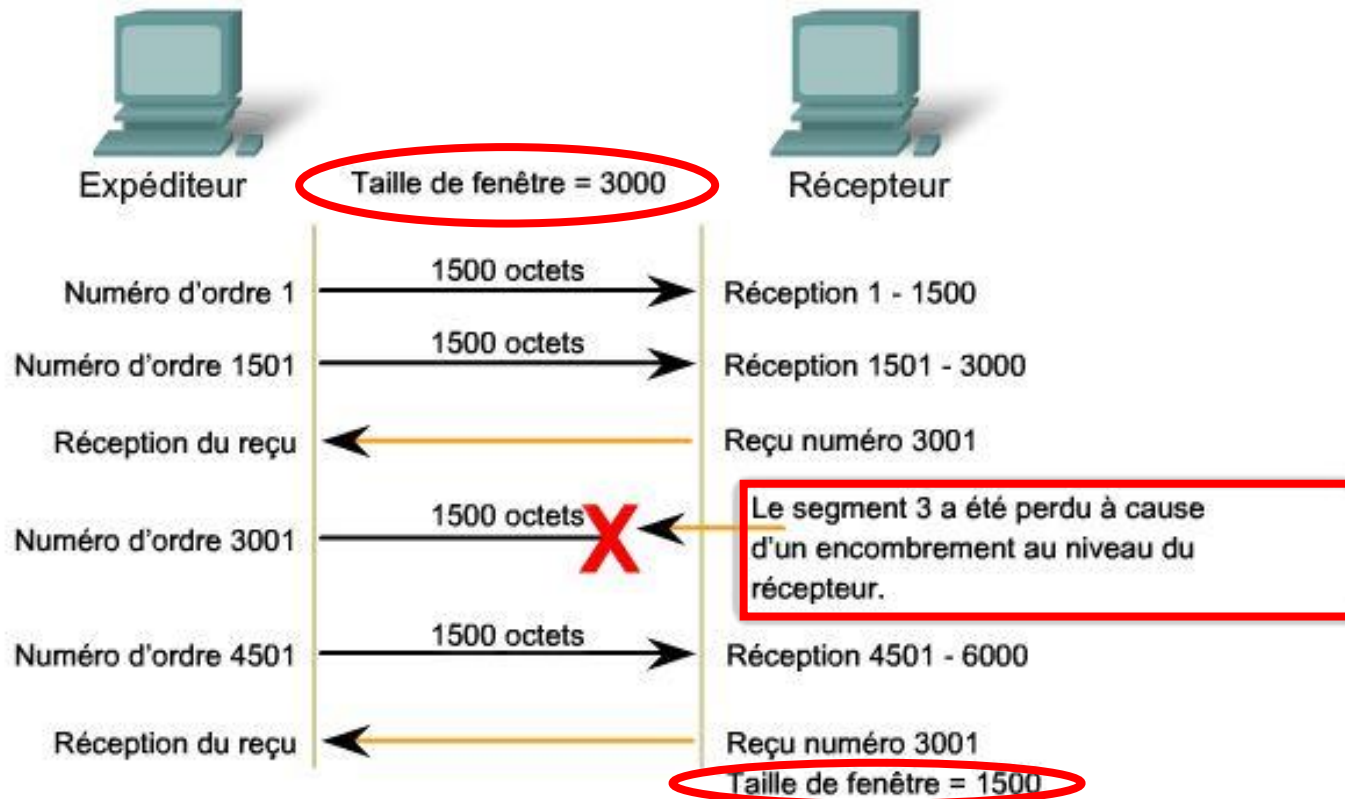 Expéditeur
Taille de fenêtre = 3000
Récepteur
1500 octets
Numéro d'ordre 1
Réception 1 - 1500
1500 octets
Numéro d'ordre 1501
Réception 1501 - 3000
Réception du reçu
Reçu numéro 3001
1500 octets
Numéro d'ordre 3001
Le segment 3 a été perdu à cause
d'un encombrement au niveau du
récepteur.
1500 octets
Numéro d'ordre 4501
Réception 4501 - 6000
Réception du reçu
Reçu numéro 3001
Taille de fenêtre = 1500